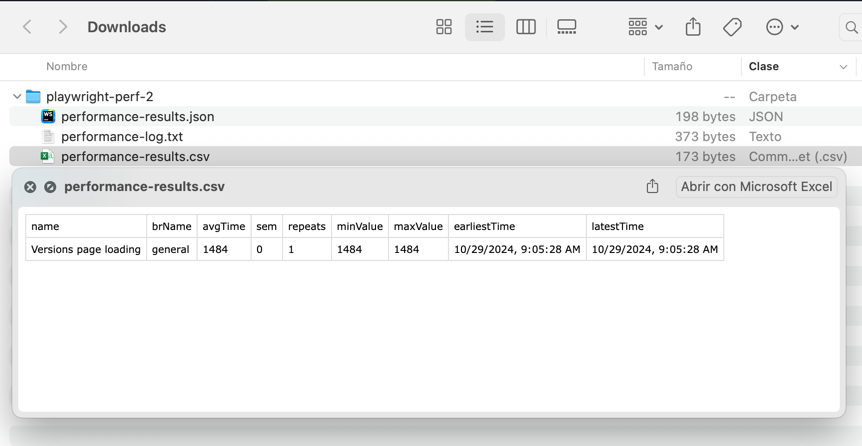 Downloads
Nombre Tamaño Clase
playwright-perf-2 -- Carpeta
WS performance-results.json 198 bytes JSON
performance-log.txt 373 bytes Texto
performance-results.csv 173 bytes Comm...et (.csv)
performance-results.csv Abrir con Microsoft Excel
name brName avgTime sem repeats minValue maxValue earliestTime latestTime
Versions page loading general 1484 0 1 1484 1484 10/29/2024, 9:05:28 AM 10/29/2024, 9:05:28 AM